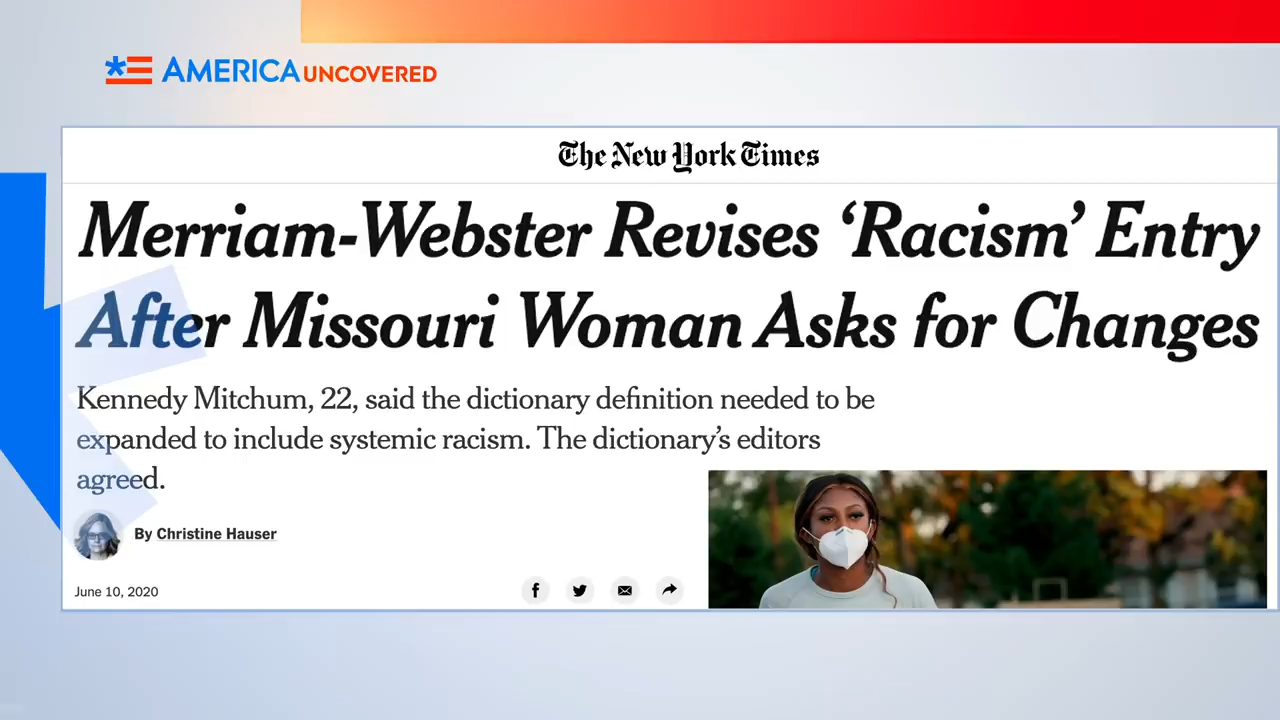 AMERICA UNCOVERED
The New York Times
Merriam-Webster Revises ‘Racism’ Entry
After Missouri Woman Asks for Changes
Kennedy Mitchum, 22, said the dictionary definition needed to be
expanded to include systemic racism. The dictionary’s editors
agreed.
By Christine Hauser
June 10, 2020